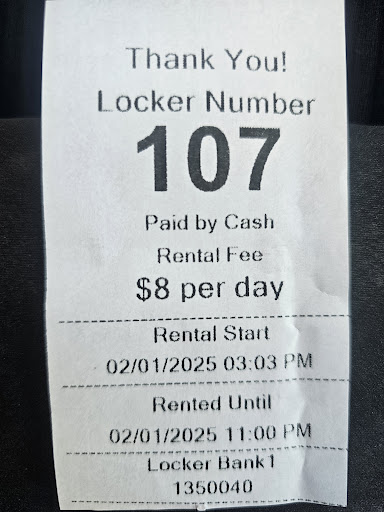 Thank You!
Locker Number
107
Paid by Cash
Rental Fee
$8 per day
Rental Start
02/01/2025 03:03 PM
Rented Until
02/01/2025 11:00 PM
Locker Bank1
1350040